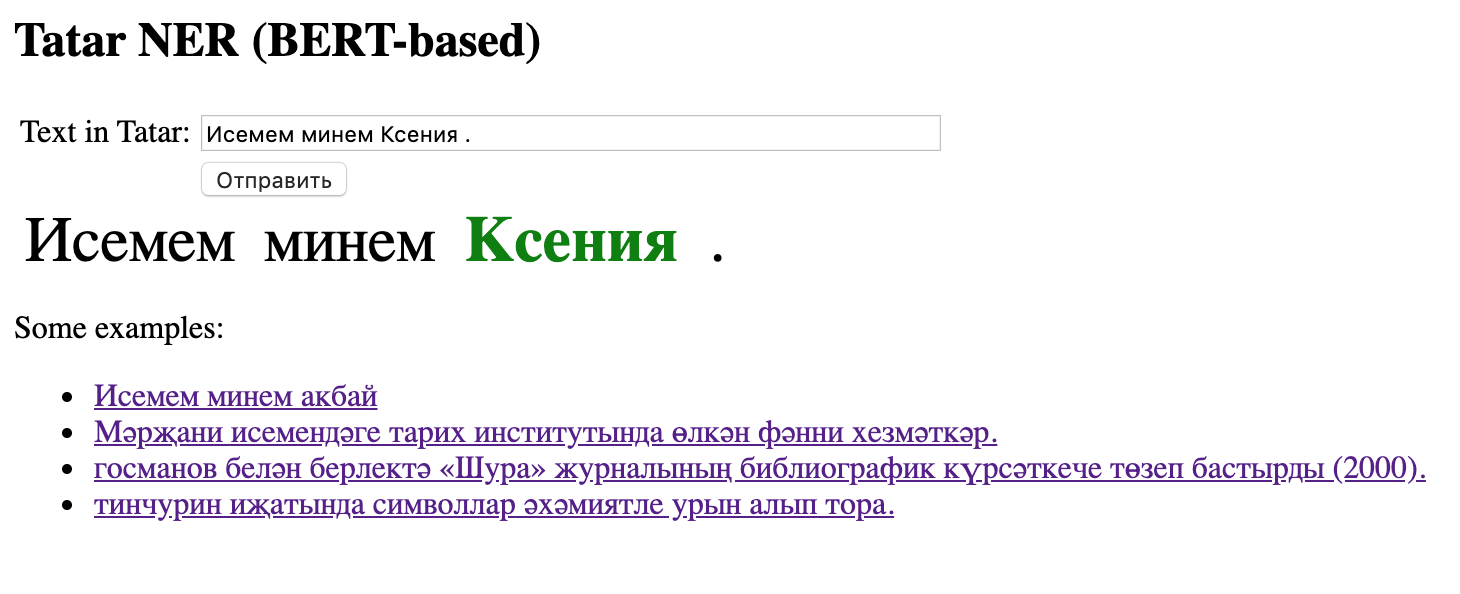 Tatar NER (BERT-based)
Text in Tatar: Исемем минем Ксения .
Отправить
Исемем минем Ксения .
Some examples:
• Исемем минем акбай
• Мәрҗани исемендәге тарих институтында өлкән фәнни хезмәткәр.
• госманов белән берлектә «Шура» журналының библиографик күрсәткече төзеп бастырды (2000).
• тинчурин иҗатында символлар әхәмиятле урын алып тора.